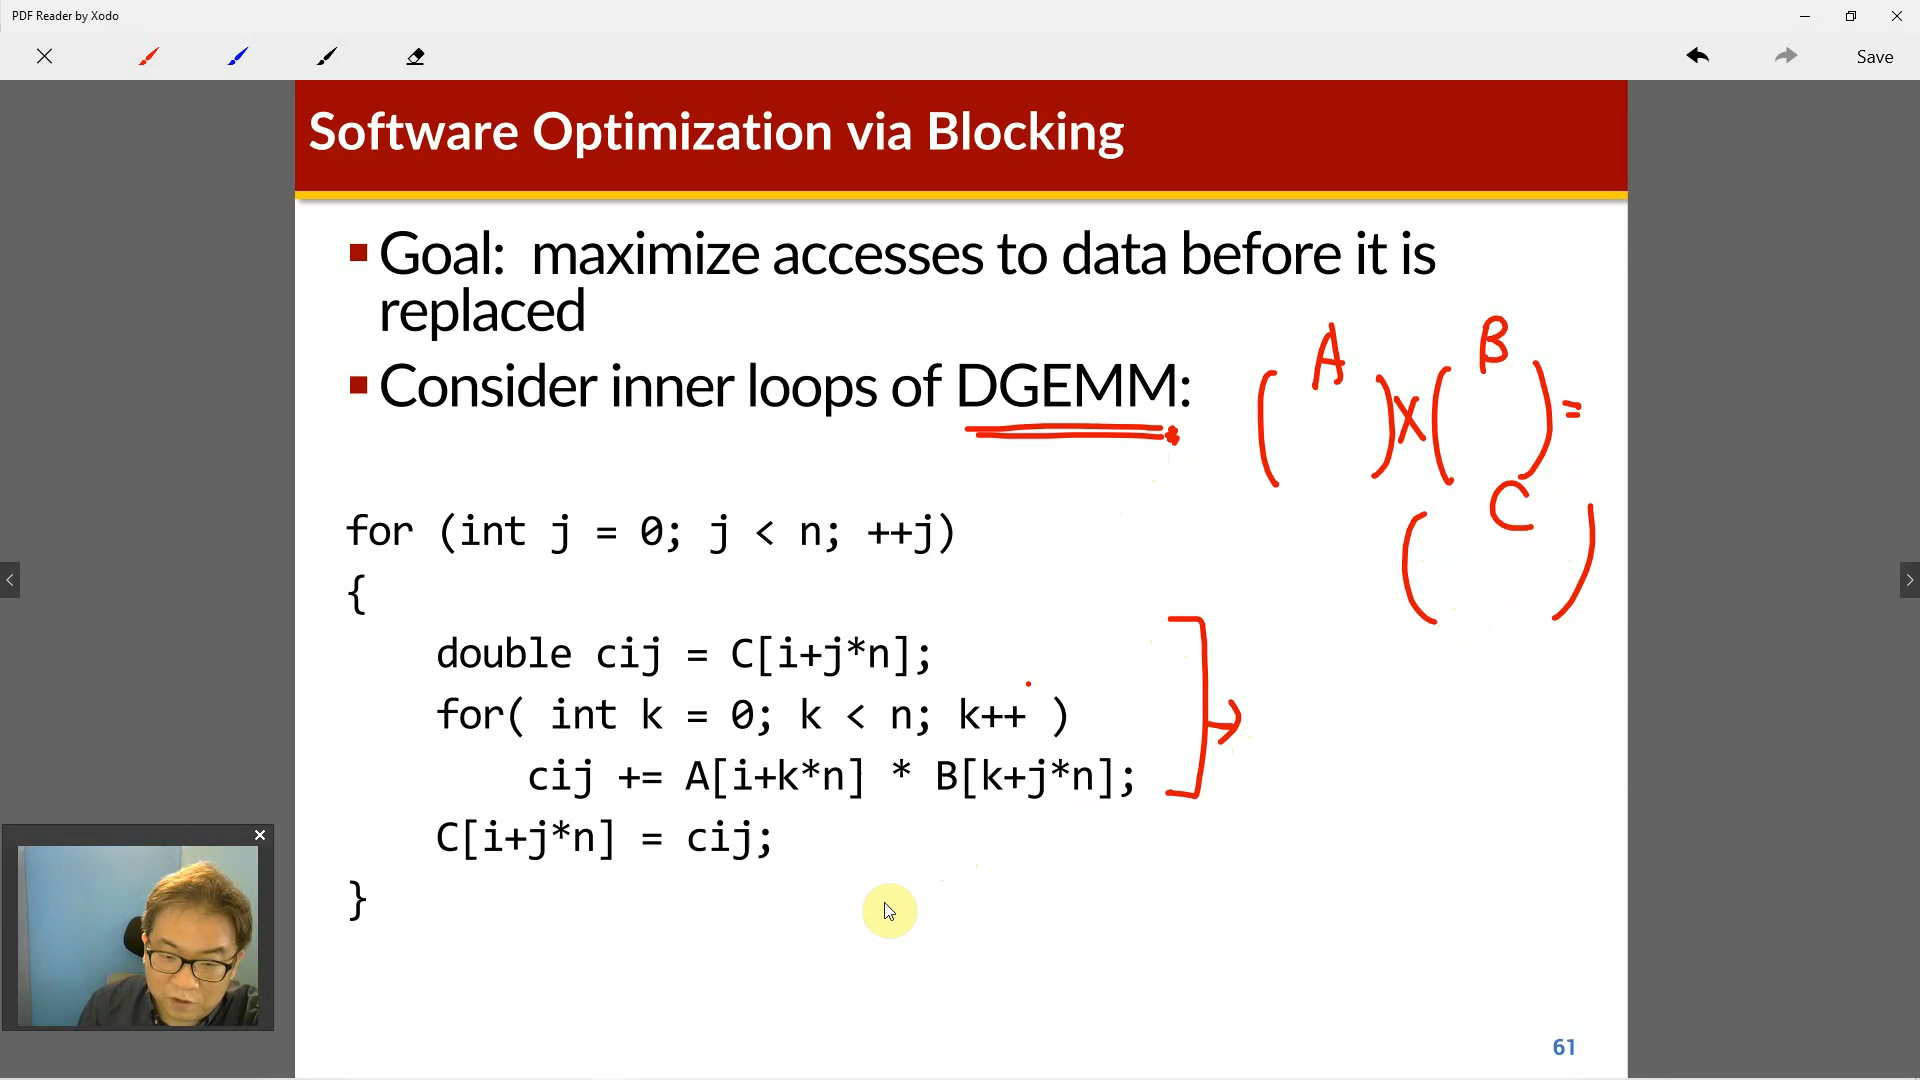 PDF Reader by Xodo
Save
Software Optimization via Blocking
Goal: maximize accesses to data before it is
replaced
Consider inner loops of DGEMM:
A B
( )X( )=
C
( )
for (int j = 0; j < n; ++j)
{
double cij = C[i+j*n];
for( int k = 0; k < n; k++ )
cij += A[i+k*n] * B[k+j*n];
C[i+j*n] = cij;
}
61